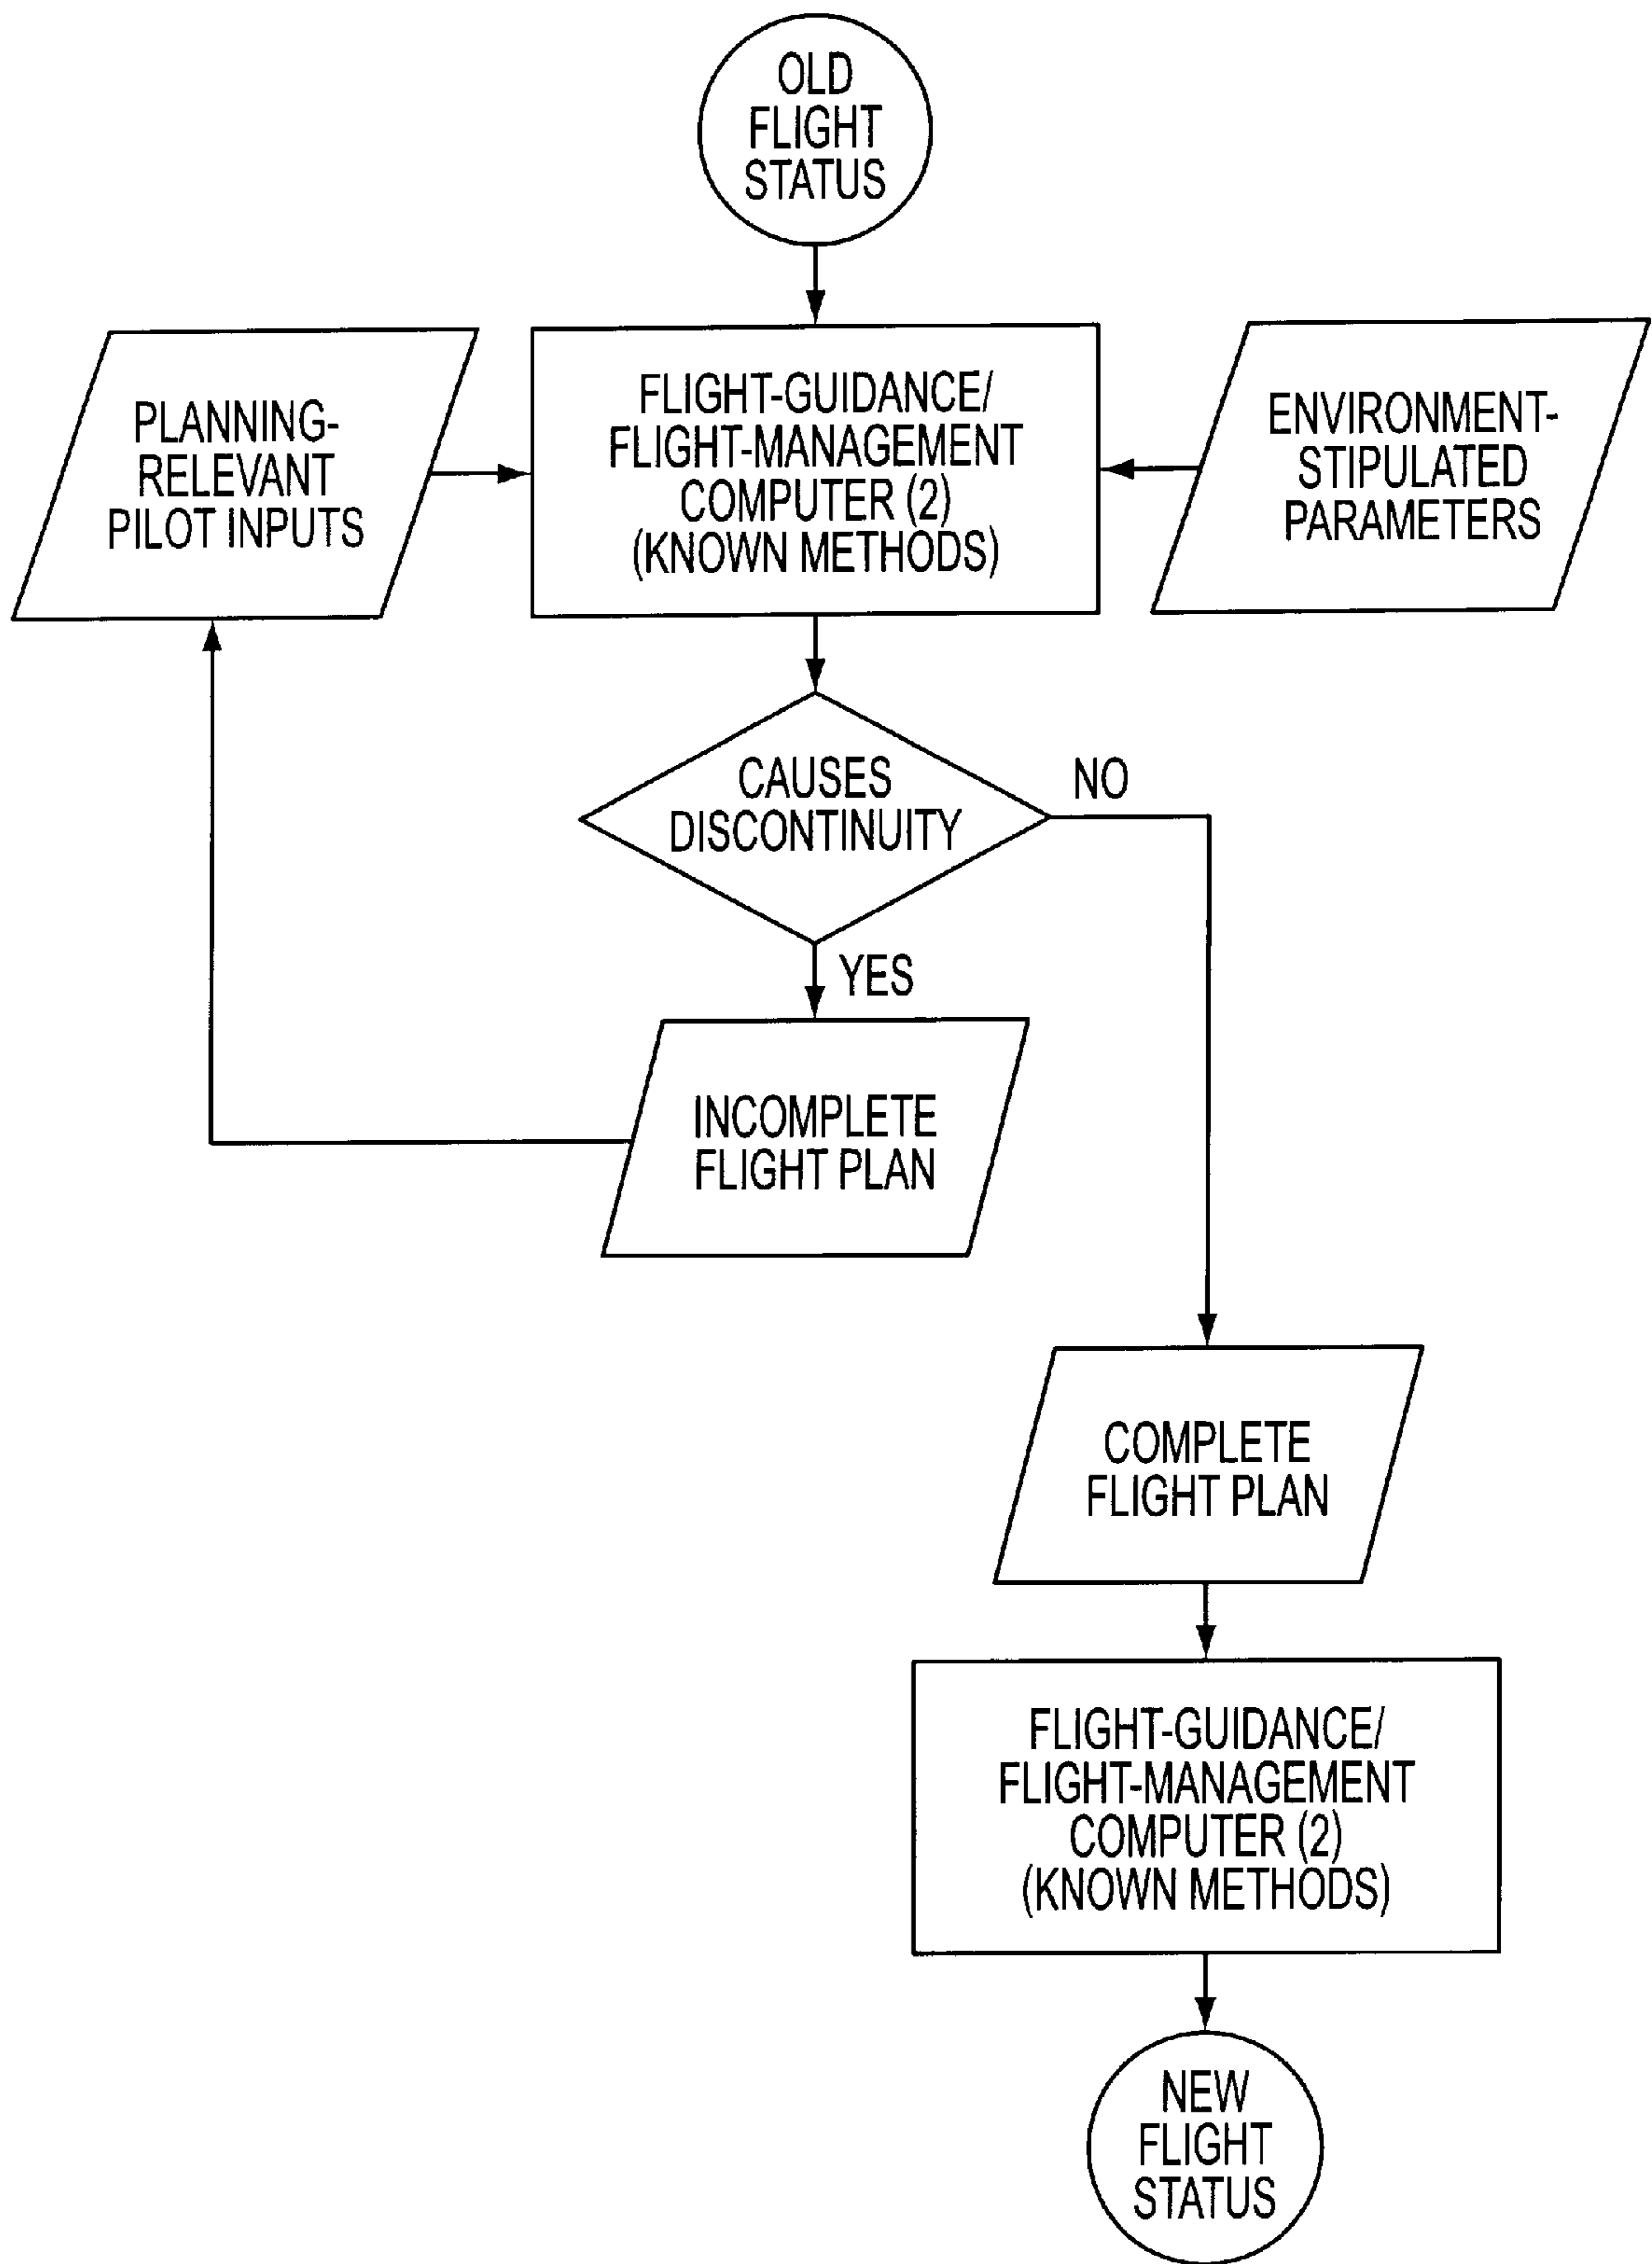 OLD
FLIGHT
STATUS
PLANNING-
RELEVANT
PILOT INPUTS
FLIGHT-GUIDANCE/
FLIGHT-MANAGEMENT
COMPUTER (2)
(KNOWN METHODS)
ENVIRONMENT-
STIPULATED
PARAMETERS
CAUSES
DISCONTINUITY
NO
YES
INCOMPLETE
FLIGHT PLAN
COMPLETE
FLIGHT PLAN
FLIGHT-GUIDANCE/
FLIGHT-MANAGEMENT
COMPUTER (2)
(KNOWN METHODS)
NEW
FLIGHT
STATUS